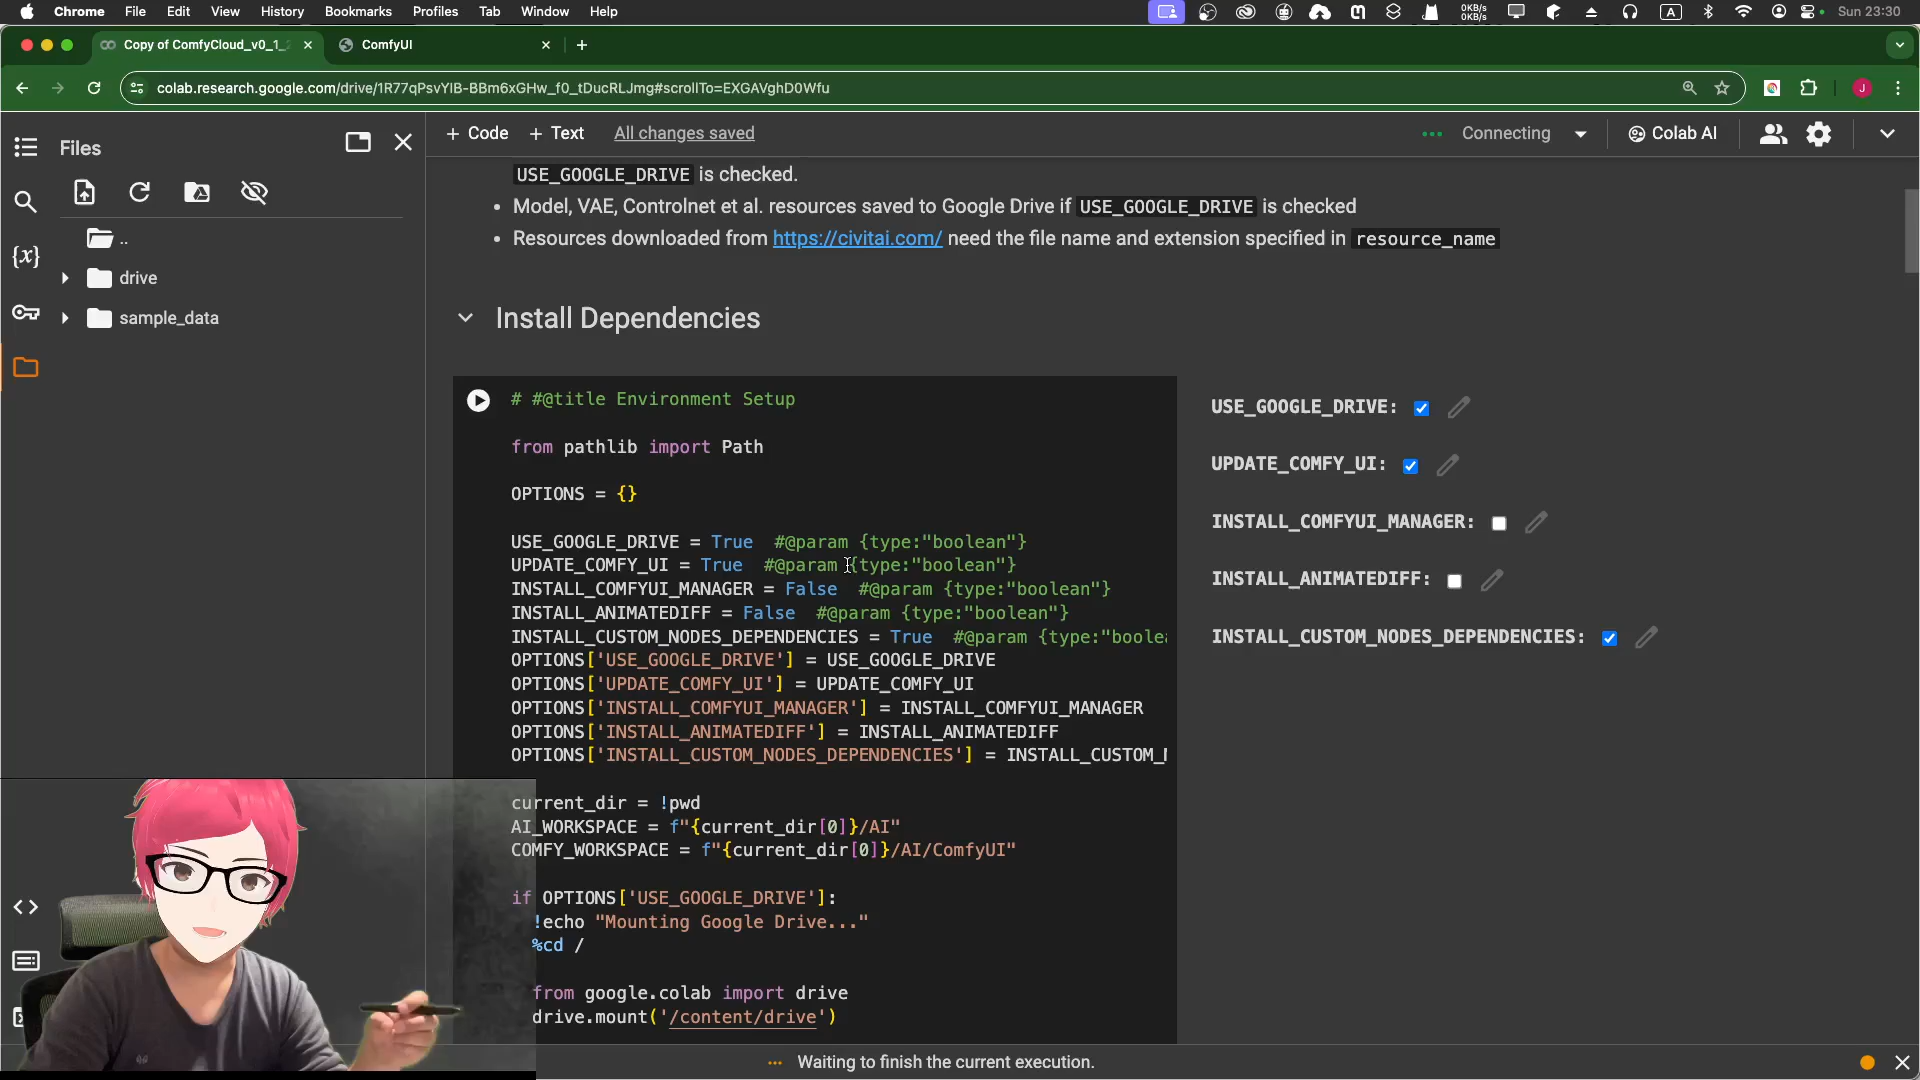 Chrome File Edit View History Bookmarks Profiles Tab Window Help
0KB/s
0KB/s
A
Sun 23:30
Copy of ComfyCloud_v0_1_
ComfyUI
colab.research.google.com/drive/1R77qPsvYlB-BBm6xGHw_f0_tDucRLJmg#scrollTo=EXGAVghD0Wfu
J
Files
+ Code + Text All changes saved
Connecting
Colab AI
..
drive
sample_data
{x}
USE_GOOGLE_DRIVE is checked.
• Model, VAE, Controlnet et al. resources saved to Google Drive if USE_GOOGLE_DRIVE is checked
• Resources downloaded from https://civitai.com/ need the file name and extension specified in resource_name
Install Dependencies
# #@title Environment Setup
from pathlib import Path
OPTIONS = {}
USE_GOOGLE_DRIVE = True #@param {type:"boolean"}
UPDATE_COMFY_UI = True #@param {type:"boolean"}
INSTALL_COMFYUI_MANAGER = False #@param {type:"boolean"}
INSTALL_ANIMATEDIFF = False #@param {type:"boolean"}
INSTALL_CUSTOM_NODES_DEPENDENCIES = True #@param {type:"boolea
OPTIONS['USE_GOOGLE_DRIVE'] = USE_GOOGLE_DRIVE
OPTIONS['UPDATE_COMFY_UI'] = UPDATE_COMFY_UI
OPTIONS['INSTALL_COMFYUI_MANAGER'] = INSTALL_COMFYUI_MANAGER
OPTIONS['INSTALL_ANIMATEDIFF'] = INSTALL_ANIMATEDIFF
OPTIONS['INSTALL_CUSTOM_NODES_DEPENDENCIES'] = INSTALL_CUSTOM_
current_dir = !pwd
AI_WORKSPACE = f"{current_dir[0]}/AI"
COMFY_WORKSPACE = f"{current_dir[0]}/AI/ComfyUI"
if OPTIONS['USE_GOOGLE_DRIVE']:
!echo "Mounting Google Drive..."
%cd /
from google.colab import drive
drive.mount('/content/drive')
USE_GOOGLE_DRIVE:
UPDATE_COMFY_UI:
INSTALL_COMFYUI_MANAGER:
INSTALL_ANIMATEDIFF:
INSTALL_CUSTOM_NODES_DEPENDENCIES:
Waiting to finish the current execution.